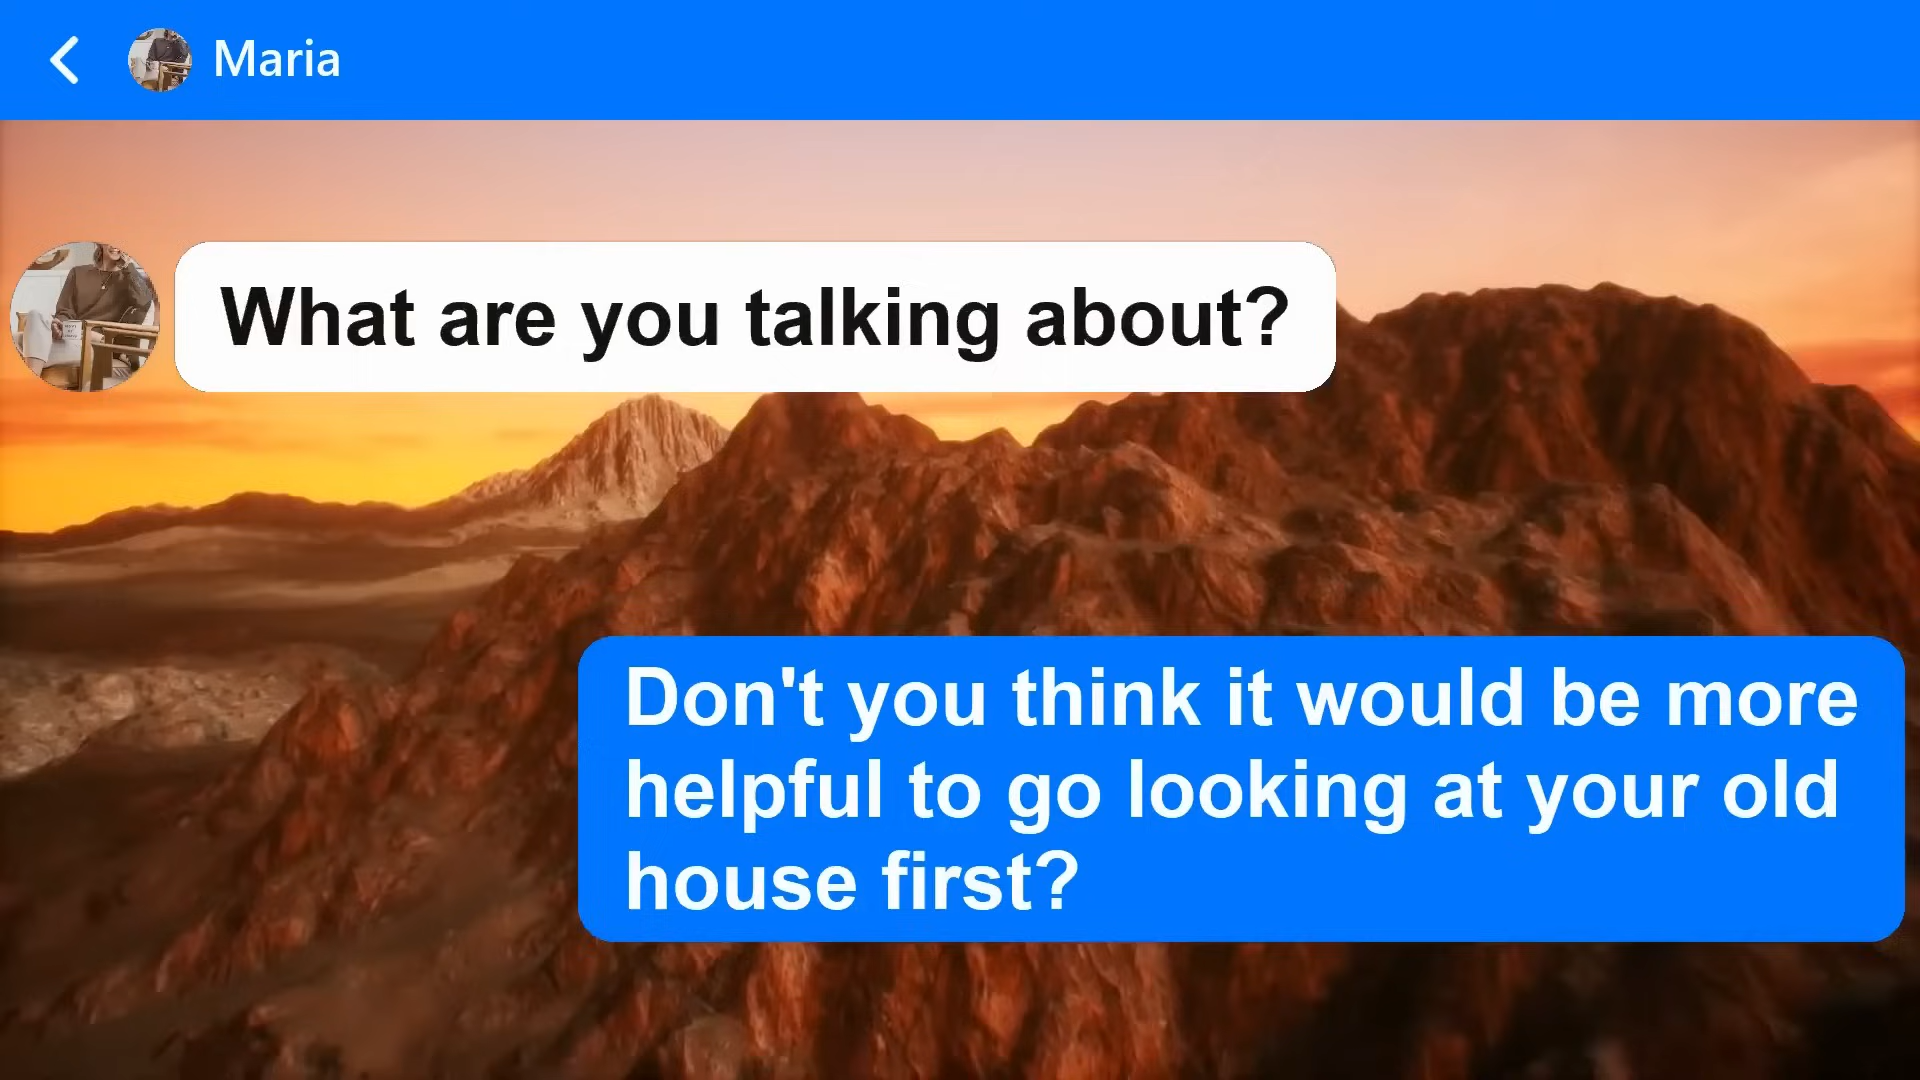 Maria
What are you talking about?
Don't you think it would be more
helpful to go looking at your old
house first?